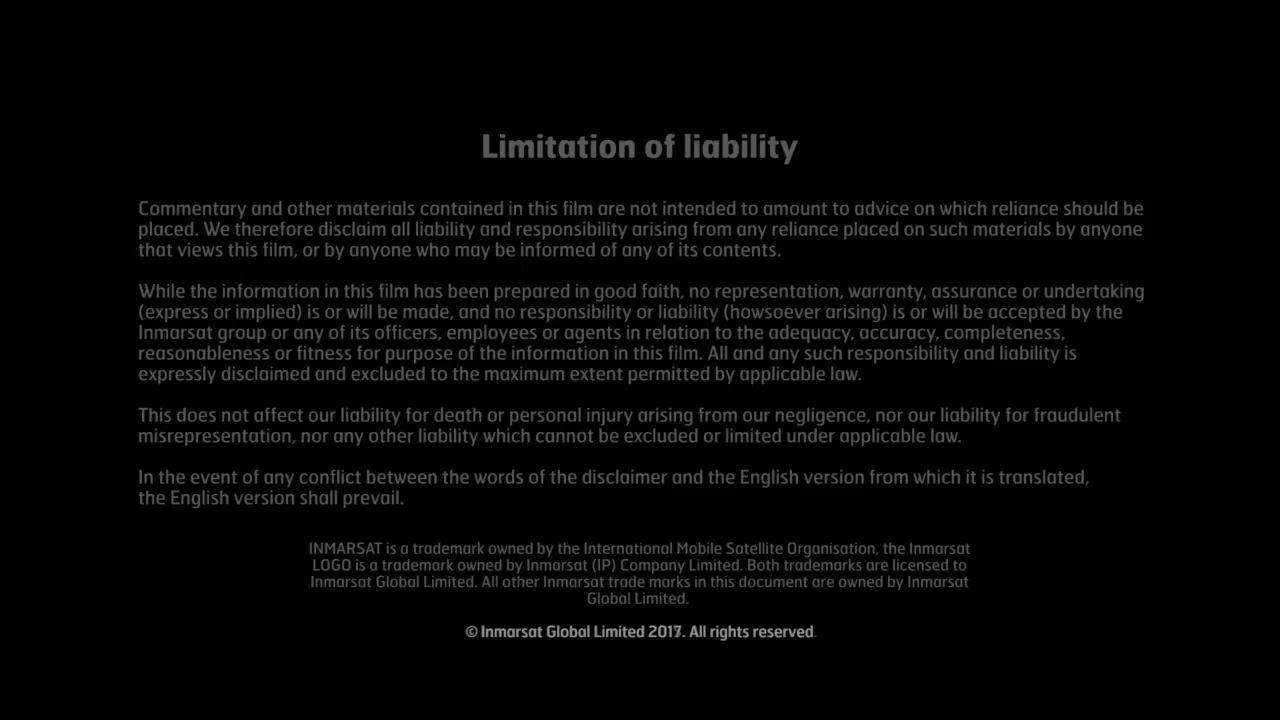 Limitation of liability
Commentary and other materials contained in this film are not intended to amount to advice on which reliance should be
placed. We therefore disclaim all liability and responsibility arising from any reliance placed on such materials by anyone
that views this film, or by anyone who may be informed of any of its contents.
While the information in this film has been prepared in good faith, no representation, warranty, assurance or undertaking
(express or implied) is or will be made, and no responsibility or liability (howsoever arising) is or will be accepted by the
Inmarsat group or any of its officers, employees or agents in relation to the adequacy, accuracy, completeness,
reasonableness or fitness for purpose of the information in this film. All and any such responsibility and liability is
expressly disclaimed and excluded to the maximum extent permitted by applicable law.
This does not affect our liability for death or personal injury arising from our negligence, nor our liability for fraudulent
misrepresentation, nor any other liability which cannot be excluded or limited under applicable law.
In the event of any conflict between the words of the disclaimer and the English version from which it is translated,
the English version shall prevail.
INMARSAT is a trademark owned by the International Mobile Satellite Organisation, the Inmarsat
LOGO is a trademark owned by Inmarsat (IP) Company Limited. Both trademarks are licensed to
Inmarsat Global Limited. All other Inmarsat trade marks in this document are owned by Inmarsat
Global Limited.
© Inmarsat Global Limited All rights reserved.